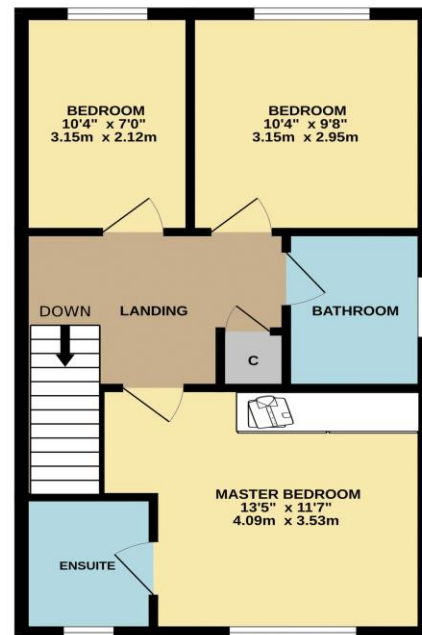 BEDROOM
10'4" x 7'0"
3.15m x 2.12m
BEDROOM
10'4" x 9'8"
3.15m x 2.95m
DOWN
LANDING
BATHROOM
C
MASTER BEDROOM
13'5" x 11'7"
4.09m x 3.53m
ENSUITE